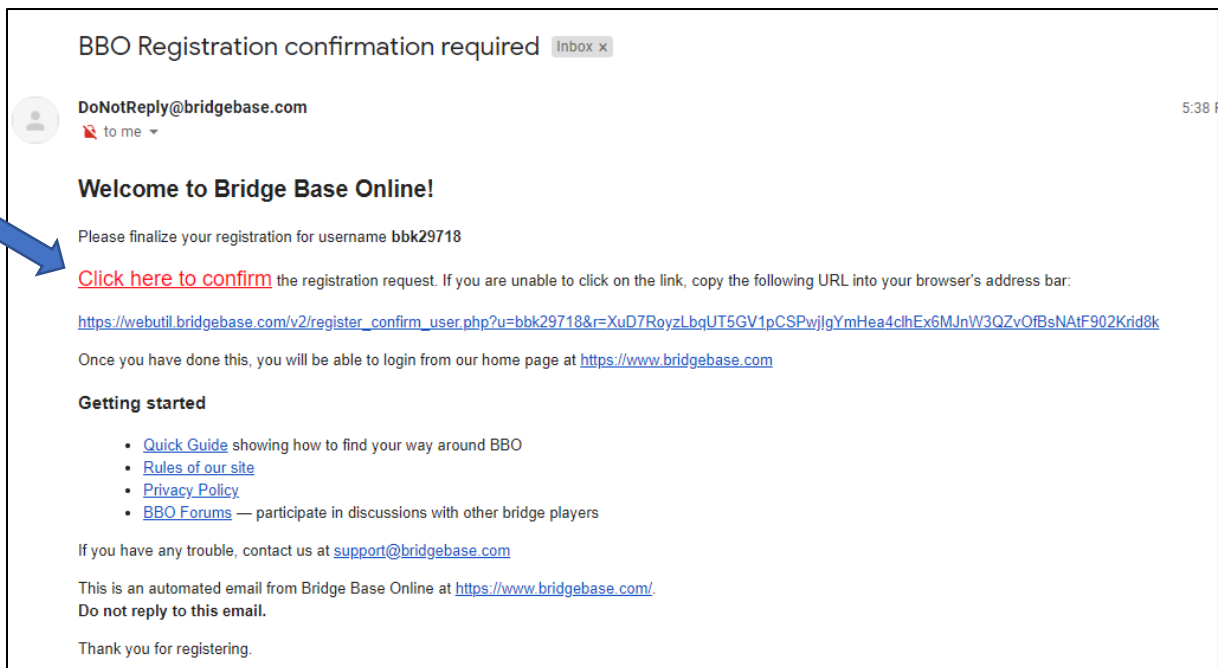 BBO Registration confirmation required Inbox x
DoNotReply@bridgebase.com 5:38
to me
Welcome to Bridge Base Online!
Please finalize your registration for username bbk29718
Click here to confirm the registration request. If you are unable to click on the link, copy the following URL into your browser's address bar:
https://webutil.bridgebase.com/v2/register_confirm_user.php?u=bbk29718&r=XuD7RoyzLbqUT5GV1pCSPwjIgYmHea4clhEx6MJnW3QZvOfBsNAtF902Krid8k
Once you have done this, you will be able to login from our home page at https://www.bridgebase.com
Getting started
• Quick Guide showing how to find your way around BBO
• Rules of our site
• Privacy Policy
• BBO Forums — participate in discussions with other bridge players
If you have any trouble, contact us at support@bridgebase.com
This is an automated email from Bridge Base Online at https://www.bridgebase.com/.
Do not reply to this email.
Thank you for registering.